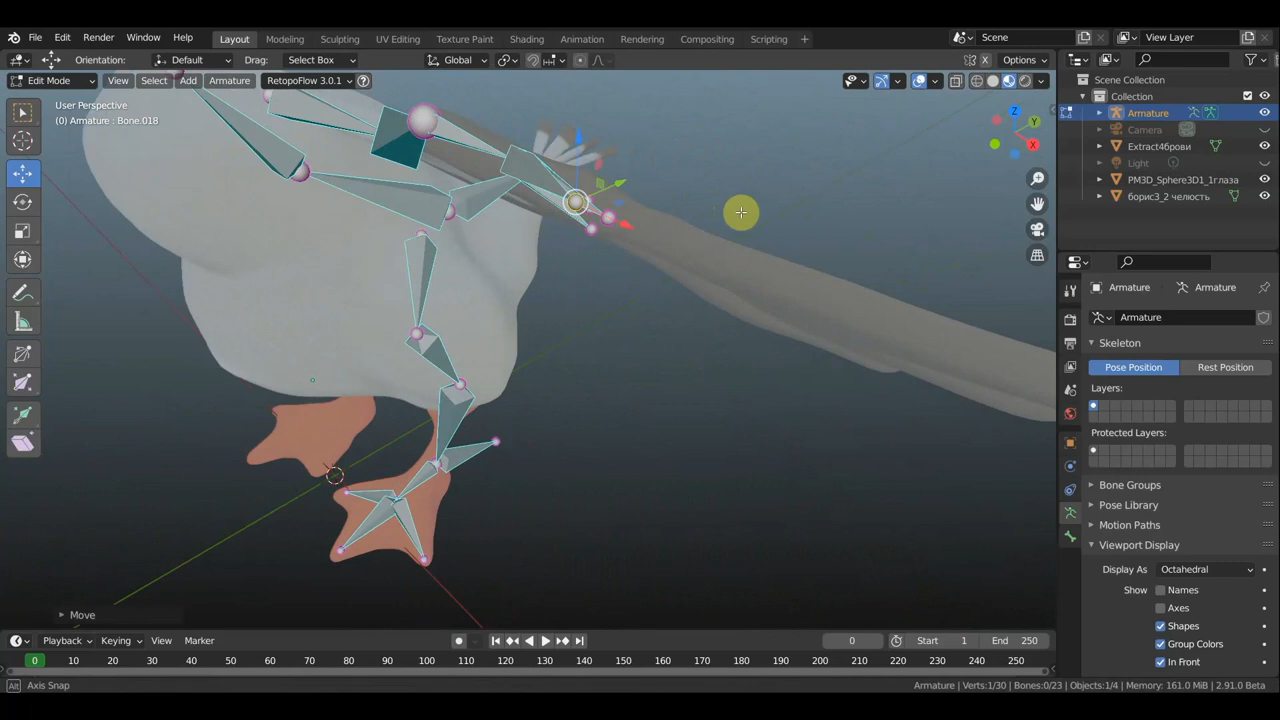 File Edit Render Window Help Layout Modeling Sculpting UV Editing Texture Paint Shading Animation Rendering Compositing Scripting + Scene View Layer
Orientation: Default Drag: Select Box Global Options
Edit Mode View Select Add Armature RetopoFlow 3.0.1
User Perspective
(0) Armature : Bone.018
Z
Y
X
Move
Scene Collection
Collection
Armature
Camera
Extract4брови
Light
PM3D_Sphere3D1_1глаза
борис3_2 челюсть
Armature Armature
Armature
Skeleton
Pose Position Rest Position
Layers:
Protected Layers:
Bone Groups
Pose Library
Motion Paths
Viewport Display
Display As Octahedral
Show Names
Axes
Shapes
Group Colors
In Front
Playback Keying View Marker 0 Start 1 End 250
0 10 20 30 40 50 60 70 80 90 100 110 120 130 140 150 160 170 180 190 200 210 220 230 240 250
Alt Axis Snap Armature | Verts:1/30 | Bones:0/23 | Objects:1/4 | Memory: 161.0 MiB | 2.91.0 Beta